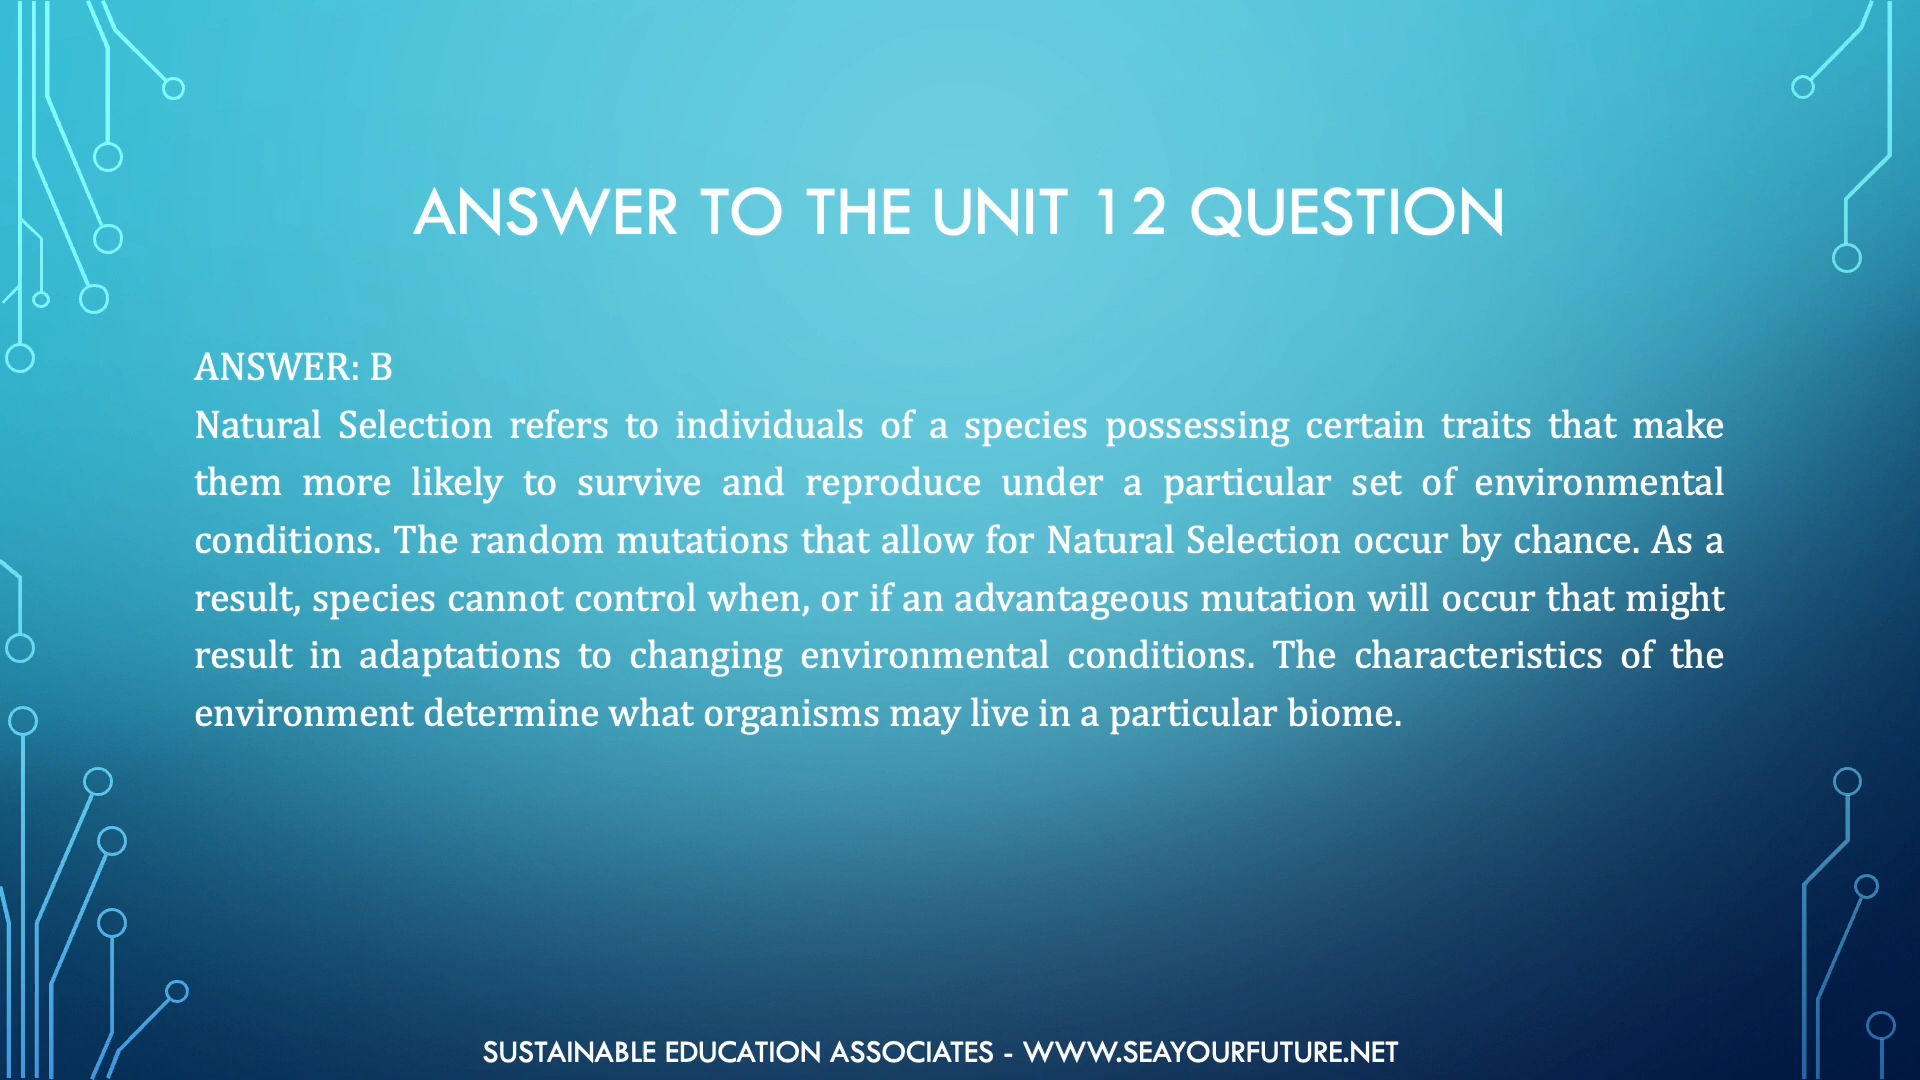 ANSWER TO THE UNIT 12 QUESTION
ANSWER: B
Natural Selection refers to individuals of a species possessing certain traits that make
them more likely to survive and reproduce under a particular set of environmental
conditions. The random mutations that allow for Natural Selection occur by chance. As a
result, species cannot control when, or if an advantageous mutation will occur that might
result in adaptations to changing environmental conditions. The characteristics of the
environment determine what organisms may live in a particular biome.
SUSTAINABLE EDUCATION ASSOCIATES - WWW.SEAYOURFUTURE.NET